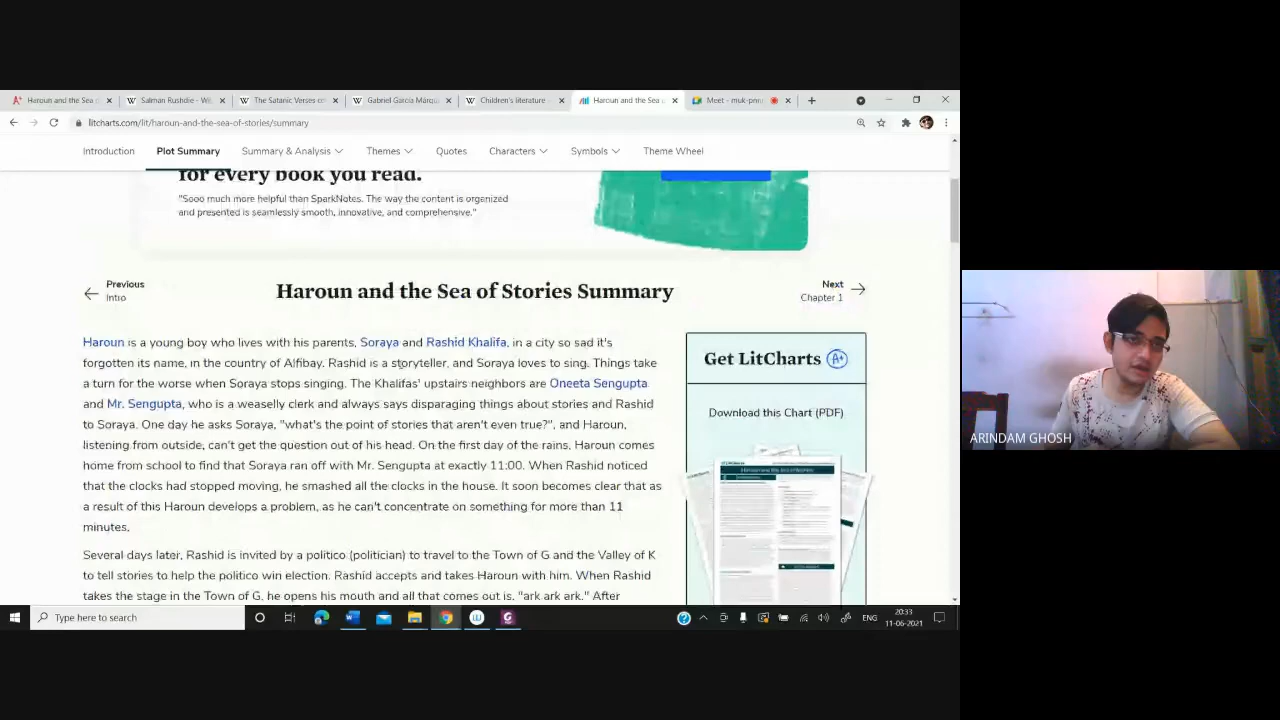 Haroun and the Sea o
Salman Rushdie - Wi
The Satanic Verses co
Gabriel García Márqu
Children's literature -
Haroun and the Sea o
Meet - muk-pnn
litcharts.com/lit/haroun-and-the-sea-of-stories/summary
Introduction Plot Summary Summary & Analysis Themes Quotes Characters Symbols Theme Wheel
for every book you read.
"Sooo much more helpful than SparkNotes. The way the content is organized
and presented is seamlessly smooth, innovative, and comprehensive."
Previous
Intro
Haroun and the Sea of Stories Summary
Next
Chapter 1
Haroun is a young boy who lives with his parents, Soraya and Rashid Khalifa, in a city so sad it's
forgotten its name, in the country of Alfibay. Rashid is a storyteller, and Soraya loves to sing. Things take
a turn for the worse when Soraya stops singing. The Khalifas' upstairs neighbors are Oneeta Sengupta
and Mr. Sengupta, who is a weaselly clerk and always says disparaging things about stories and Rashid
to Soraya. One day he asks Soraya, "what's the point of stories that aren't even true?", and Haroun,
listening from outside, can't get the question out of his head. On the first day of the rains, Haroun comes
home from school to find that Soraya ran off with Mr. Sengupta at exactly 11:00. When Rashid noticed
the clocks had stopped moving, he smashed the clocks in the soon becomes clear that as
ult of this Haroun develops problem, as he can't concentrate on something for more than 11
minutes.
Several days later, Rashid is invited by a politico (politician) to travel to the Town of G and the Valley of K
to tell stories to help the politico win election. Rashid accepts and takes Haroun with him. When Rashid
takes the stage in the Town of G, he opens his mouth and all that comes out is, "ark ark ark." After
Get LitCharts A+
Download this Chart (PDF)
Type here to search
ENG
20:33
11-06-2021
ARINDAM GHOSH